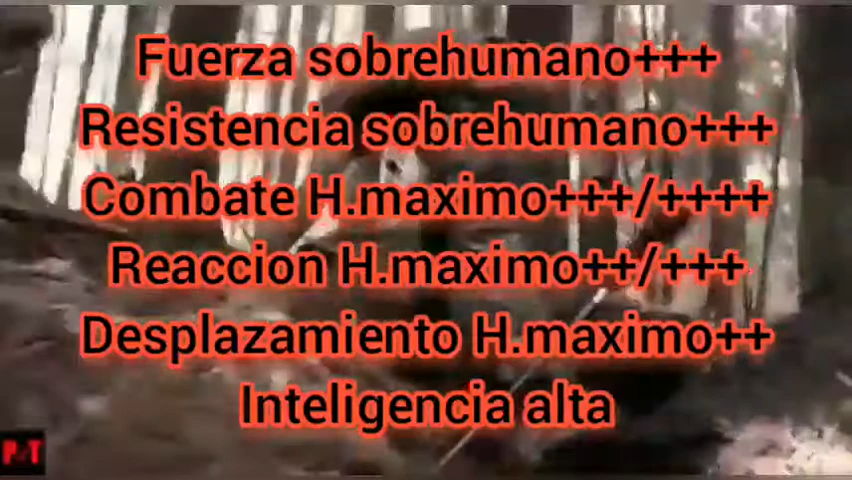 Fuerza sobrehumano+++
Resistencia sobrehumano+++
Combate H.maximo+++/++++
Reaccion H.maximo++/+++
Desplazamiento H.maximo++
Inteligencia alta